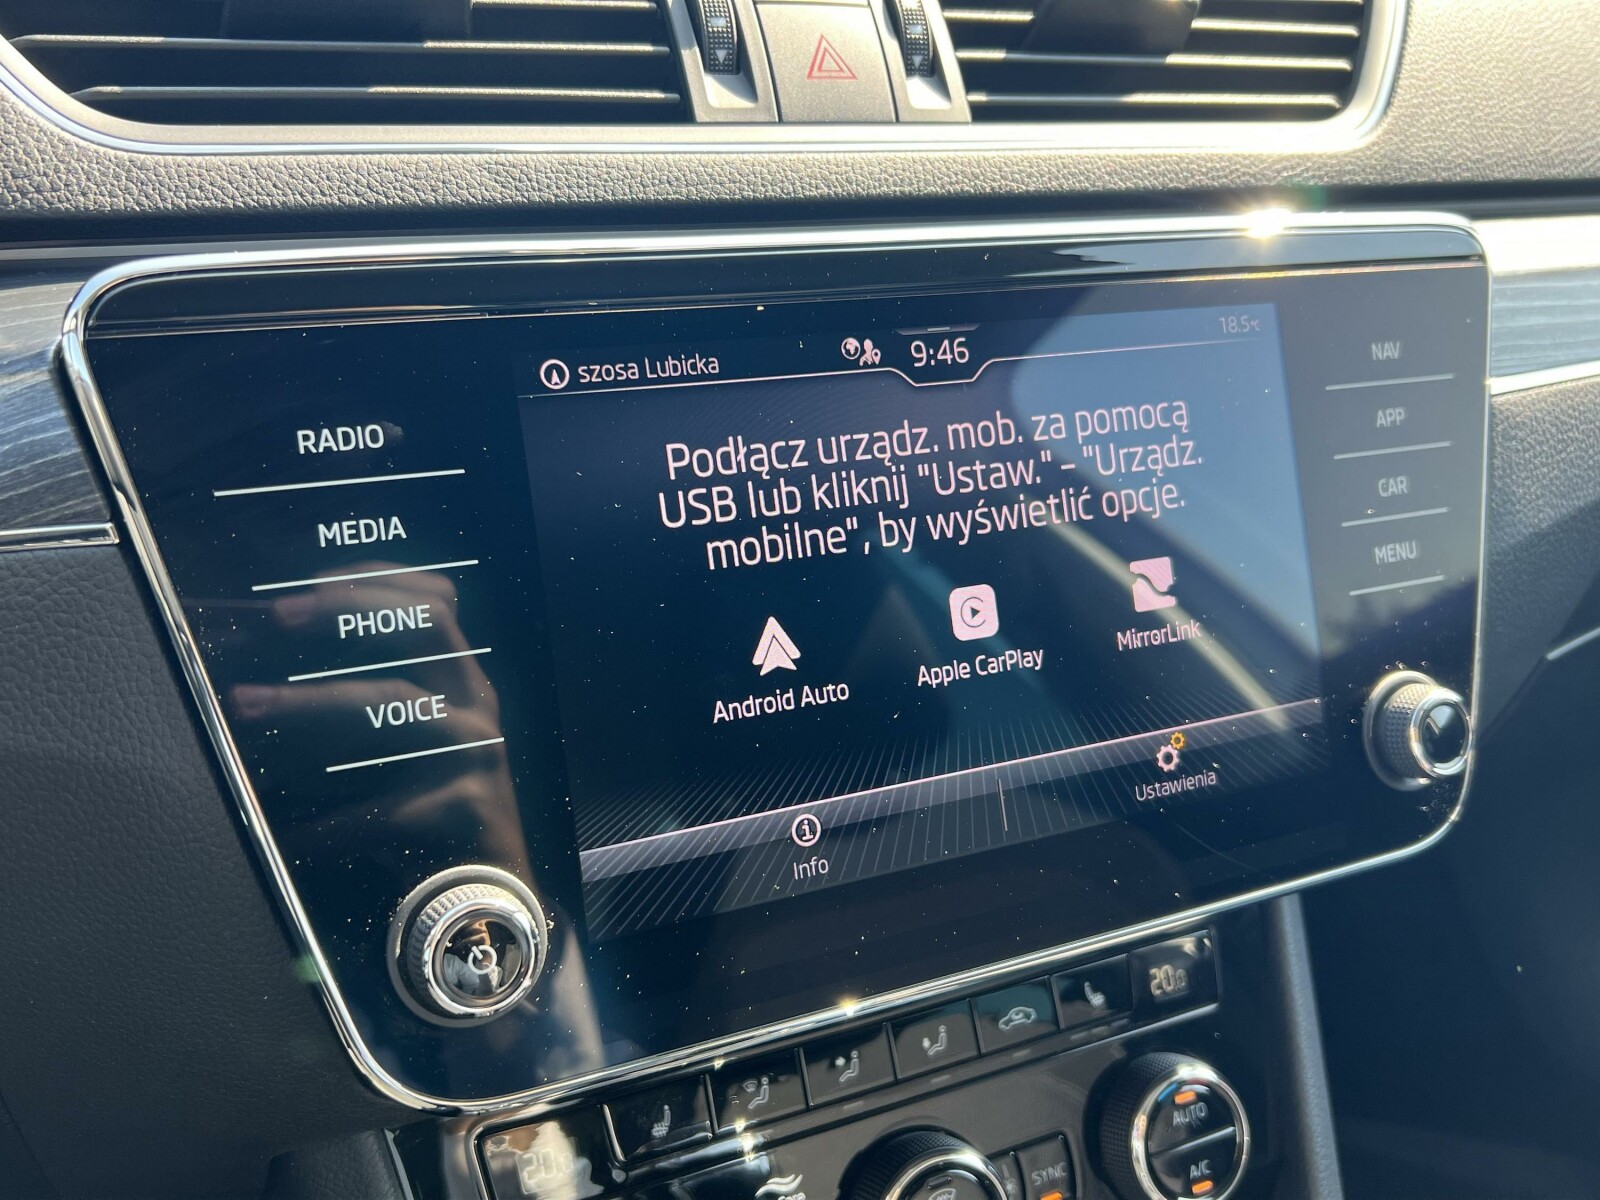 szosa Lubicka
9:46
18.5°C
Podłącz urządz. mob. za pomocą
USB lub kliknij "Ustaw." - "Urządz.
mobilne", by wyświetlić opcje.
Android Auto
Apple CarPlay
MirrorLink
Info
Ustawienia
RADIO
MEDIA
PHONE
VOICE
NAV
APP
CAR
MENU
20.0
20.0
SYNC
AUTO
A/C